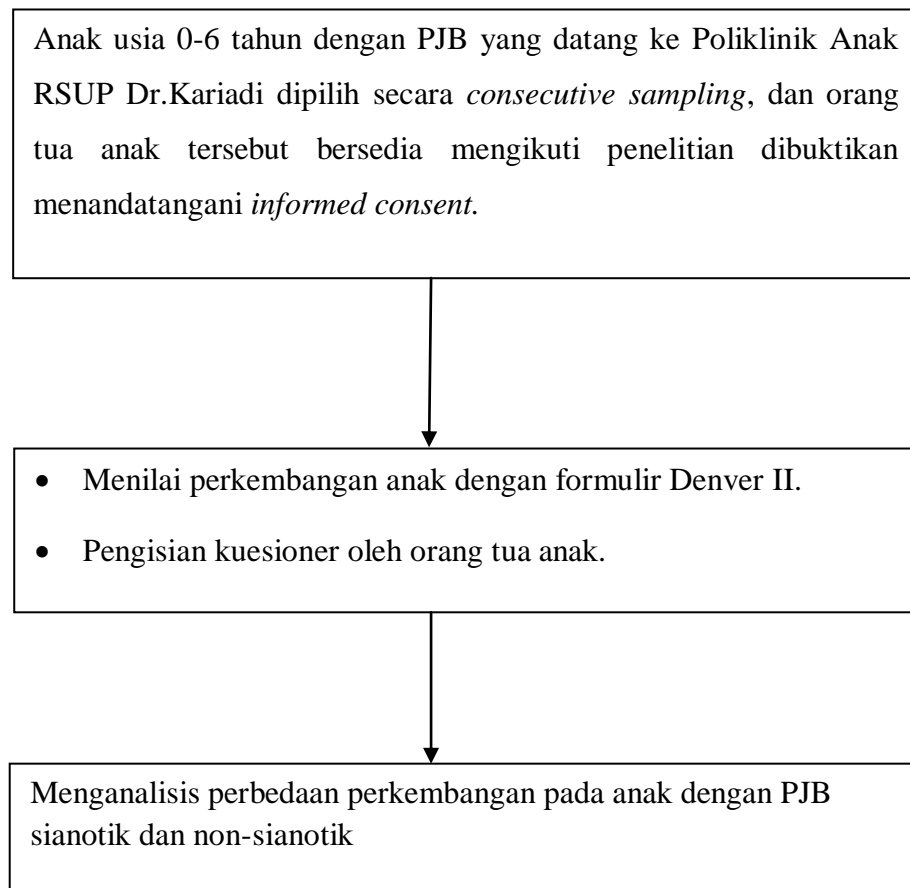 Anak usia 0-6 tahun dengan PJB yang datang ke Poliklinik Anak
RSUP Dr.Kariadi dipilih secara consecutive sampling, dan orang
tua anak tersebut bersedia mengikuti penelitian dibuktikan
menandatangani informed consent.
• Menilai perkembangan anak dengan formulir Denver II.
• Pengisian kuesioner oleh orang tua anak.
Menganalisis perbedaan perkembangan pada anak dengan PJB
sianotik dan non-sianotik